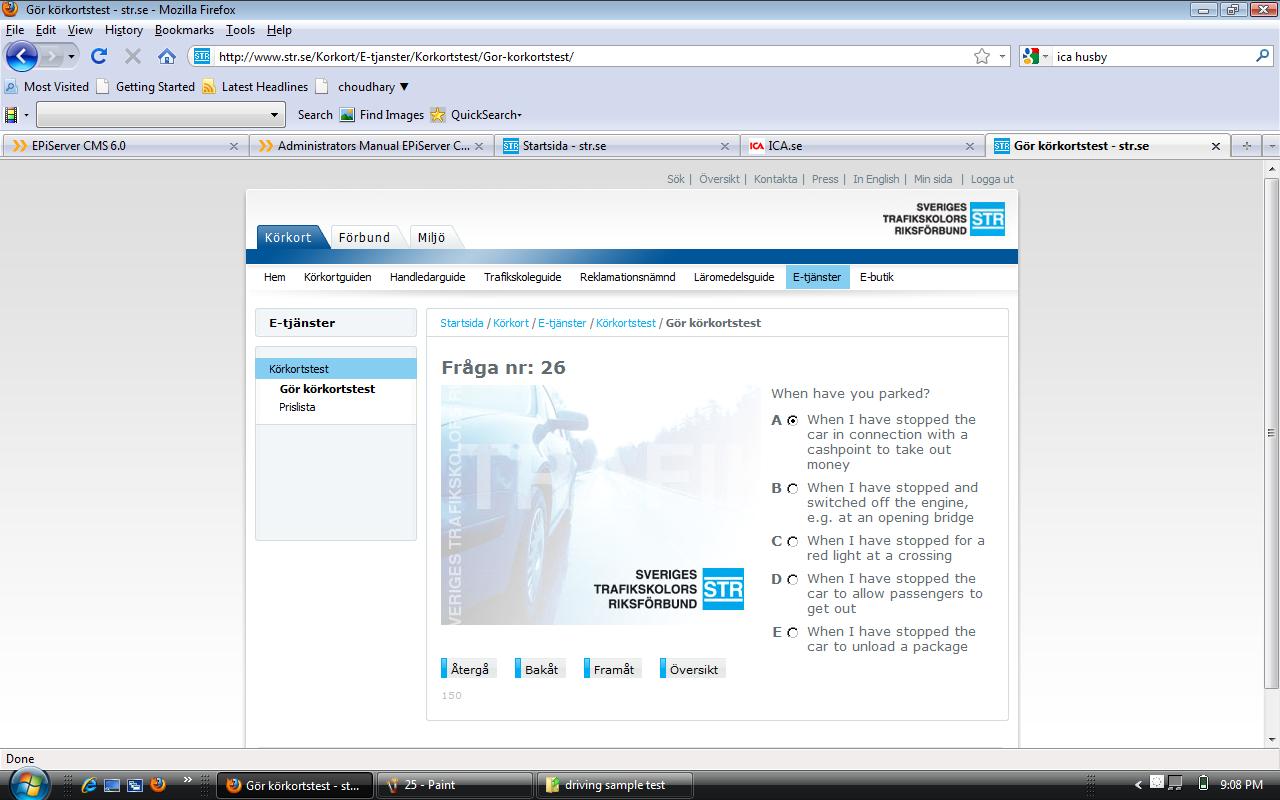 Gör körkortstest - str.se - Mozilla Firefox
File Edit View History Bookmarks Tools Help
http://www.str.se/Korkort/E-tjanster/Korkortstest/Gor-korkortstest/
ica husby
Most Visited Getting Started Latest Headlines choudhary ▼
Search Find Images QuickSearch
EPiServer CMS 6.0 Administrators Manual EPiServer C... STR Startsida - str.se ICA ICA.se STR Gör körkortstest - str.se
Sök | Översikt | Kontakta | Press | In English | Min sida | Logga ut
SVERIGES
TRAFIKSKOLORS STR
RIKSFÖRBUND
Körkort Förbund Miljö
Hem Körkortguiden Handledarguide Trafikskoleguide Reklamationsnämnd Läromedelsguide E-tjänster E-butik
E-tjänster
Körkortstest
Gör körkortstest
Prislista
Startsida / Körkort / E-tjänster / Körkortstest / Gör körkortstest
Fråga nr: 26
VERIGES TRAFIKSKOLORS R
TRAFIK
SVERIGES
TRAFIKSKOLORS STR
RIKSFÖRBUND
When have you parked?
A When I have stopped the
car in connection with a
cashpoint to take out
money
B When I have stopped and
switched off the engine,
e.g. at an opening bridge
C When I have stopped for a
red light at a crossing
D When I have stopped the
car to allow passengers to
get out
E When I have stopped the
car to unload a package
Återgå Bakåt Framåt Översikt
150
Done
Gör körkortstest - st... 25 - Paint driving sample test 9:08 PM